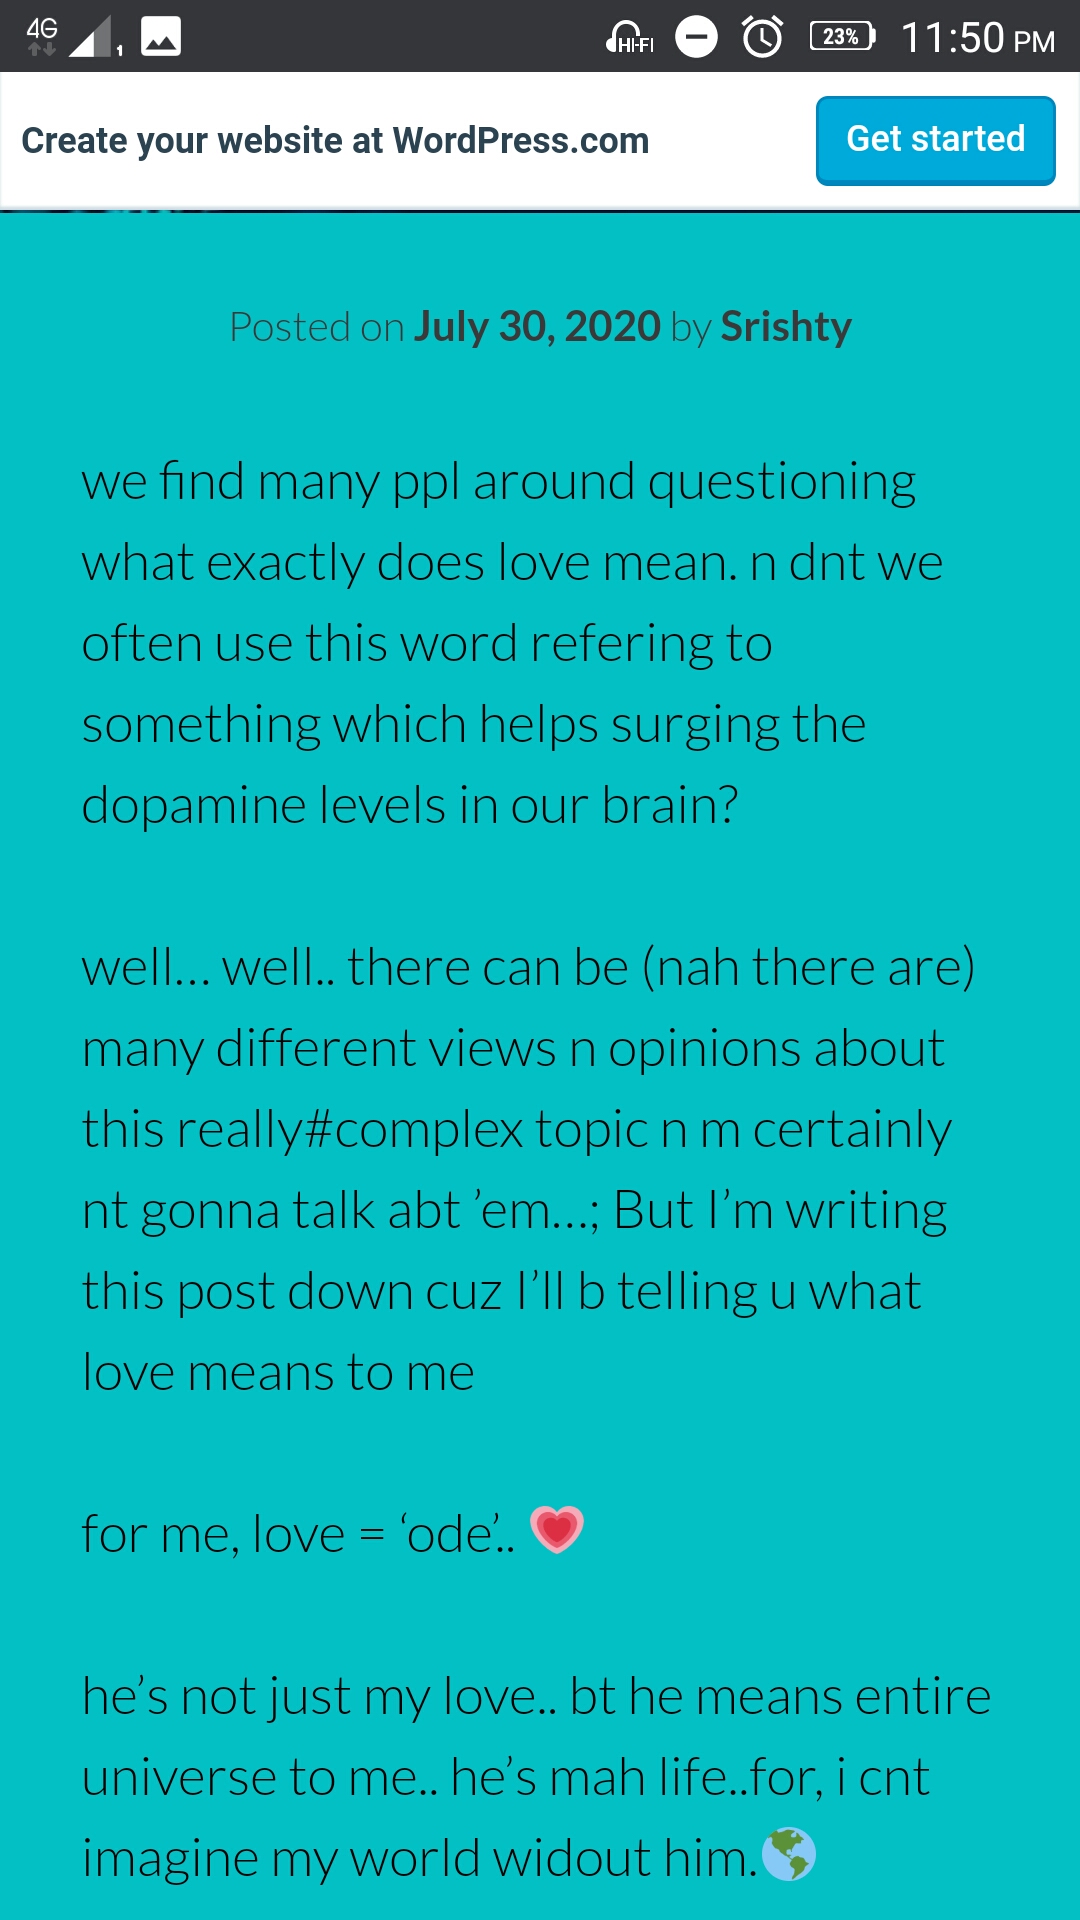 4G
1
HI-FI
23%
11:50 PM
Create your website at WordPress.com
Get started
Posted on July 30, 2020 by Srishty
we find many ppl around questioning
what exactly does love mean. n dnt we
often use this word refering to
something which helps surging the
dopamine levels in our brain?
well... well.. there can be (nah there are)
many different views n opinions about
this really#complex topic n m certainly
nt gonna talk abt ’em...; But I’m writing
this post down cuz I’ll b telling u what
love means to me
for me, love = ‘ode’.. 💗
he’s not just my love.. bt he means entire
universe to me.. he’s mah life..for, i cnt
imagine my world widout him.🌎